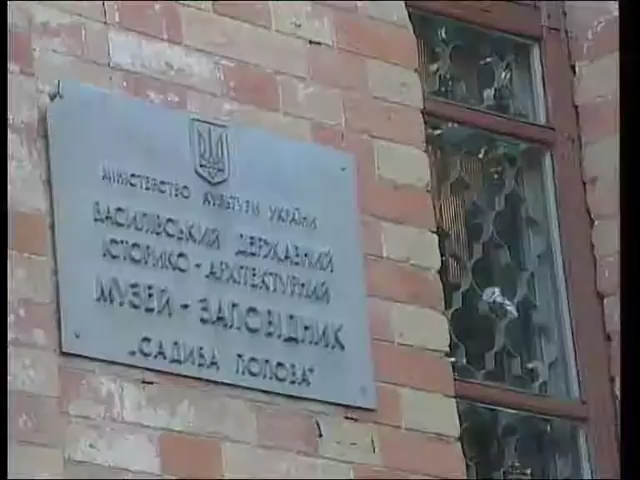 МІНІСТЕРСТВО КУЛЬТУРИ УКРАЇНИ
ВАСИЛІВСЬКИЙ ДЕРЖАВНИЙ
ІСТОРИКО - АРХІТЕКТУРНИЙ
МУЗЕЙ - ЗАПОВІДНИК
„САДИБА ПОПОВА"